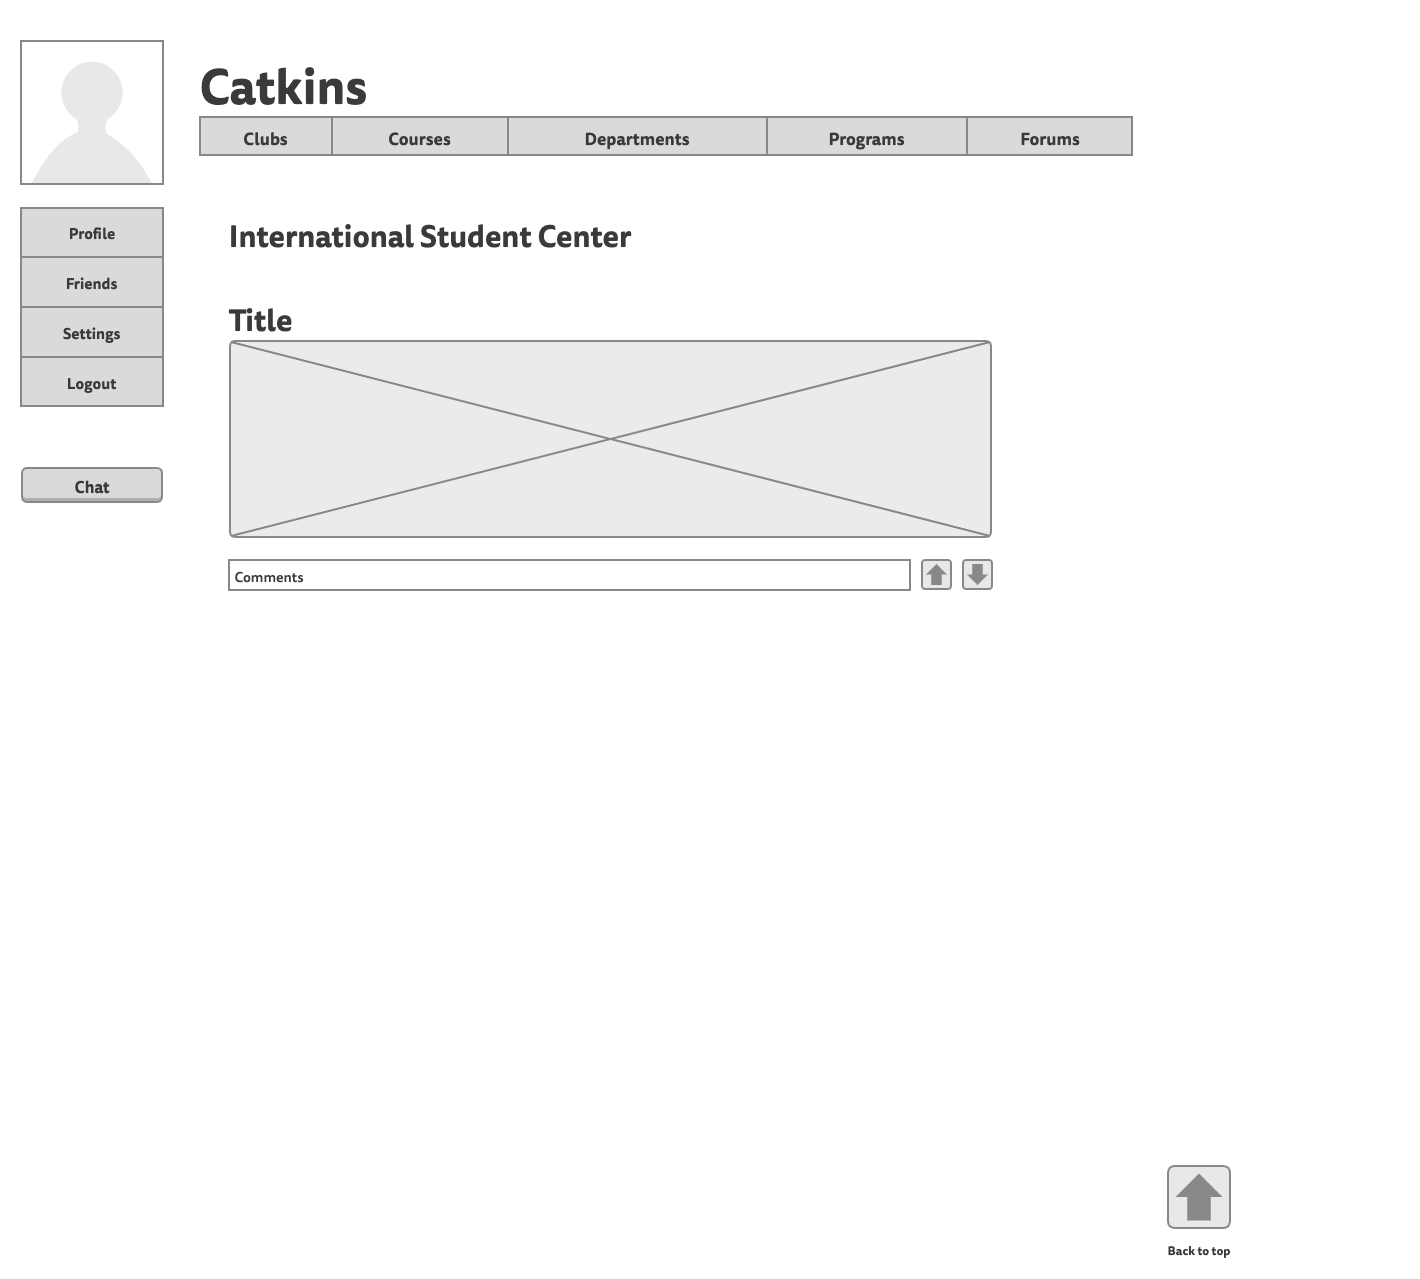 Catkins
Clubs
Courses
Departments
Programs
Forums
Profile
Friends
Settings
Logout
Chat
International Student Center
Title
Comments
Back to top